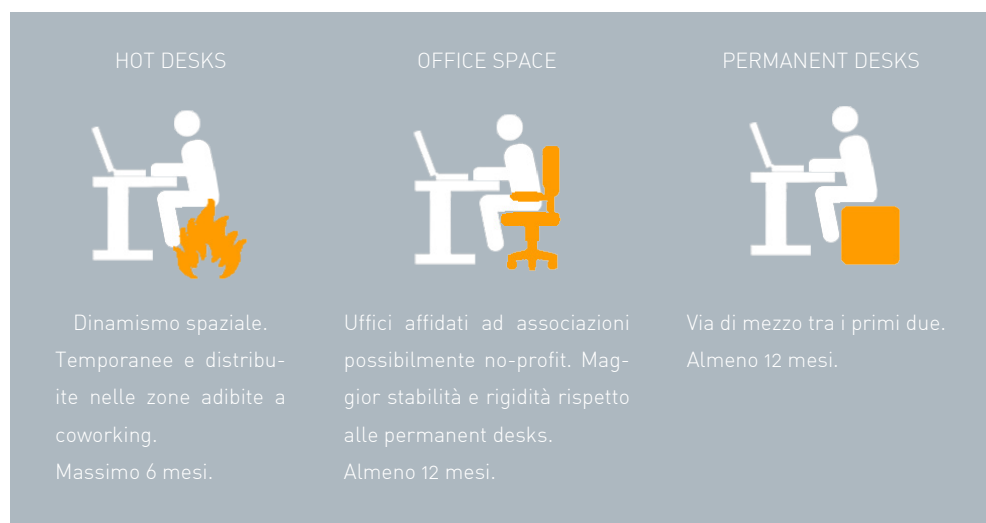 HOT DESKS
Dinamismo spaziale.
Temporanee e distribu-
ite nelle zone adibite a
coworking.
Massimo 6 mesi.
OFFICE SPACE
Uffici affidati ad associazioni
possibilmente no-profit. Mag-
gior stabilità e rigidità rispetto
alle permanent desks.
Almeno 12 mesi.
PERMANENT DESKS
Via di mezzo tra i primi due.
Almeno 12 mesi.